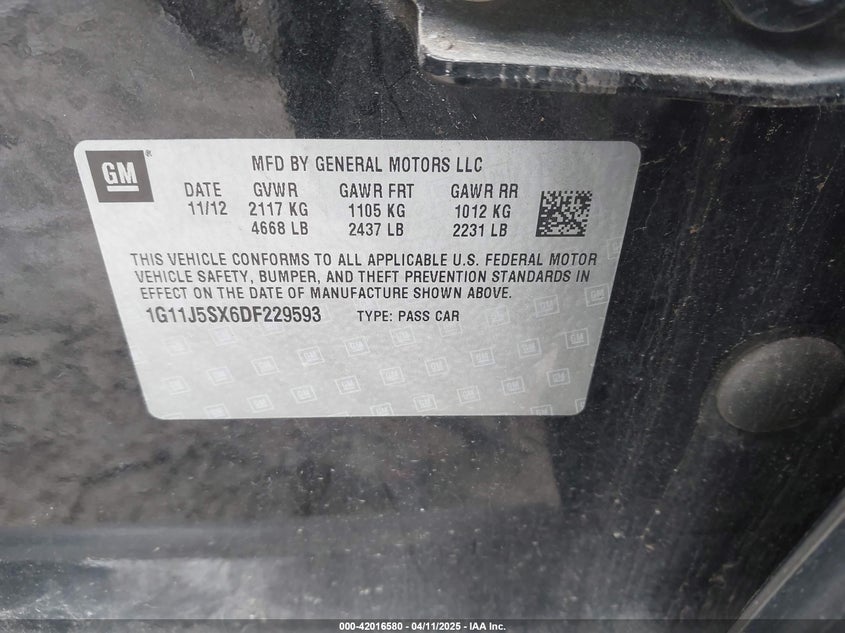 GM
MFD BY GENERAL MOTORS LLC
DATE GVWR GAWR FRT GAWR RR
11/12 2117 KG 1105 KG 1012 KG
4668 LB 2437 LB 2231 LB
THIS VEHICLE CONFORMS TO ALL APPLICABLE U.S. FEDERAL MOTOR
VEHICLE SAFETY, BUMPER, AND THEFT PREVENTION STANDARDS IN
EFFECT ON THE DATE OF MANUFACTURE SHOWN ABOVE.
1G11J5SX6DF229593 TYPE: PASS CAR
000-42016580 - 04/11/2025 - IAA Inc.